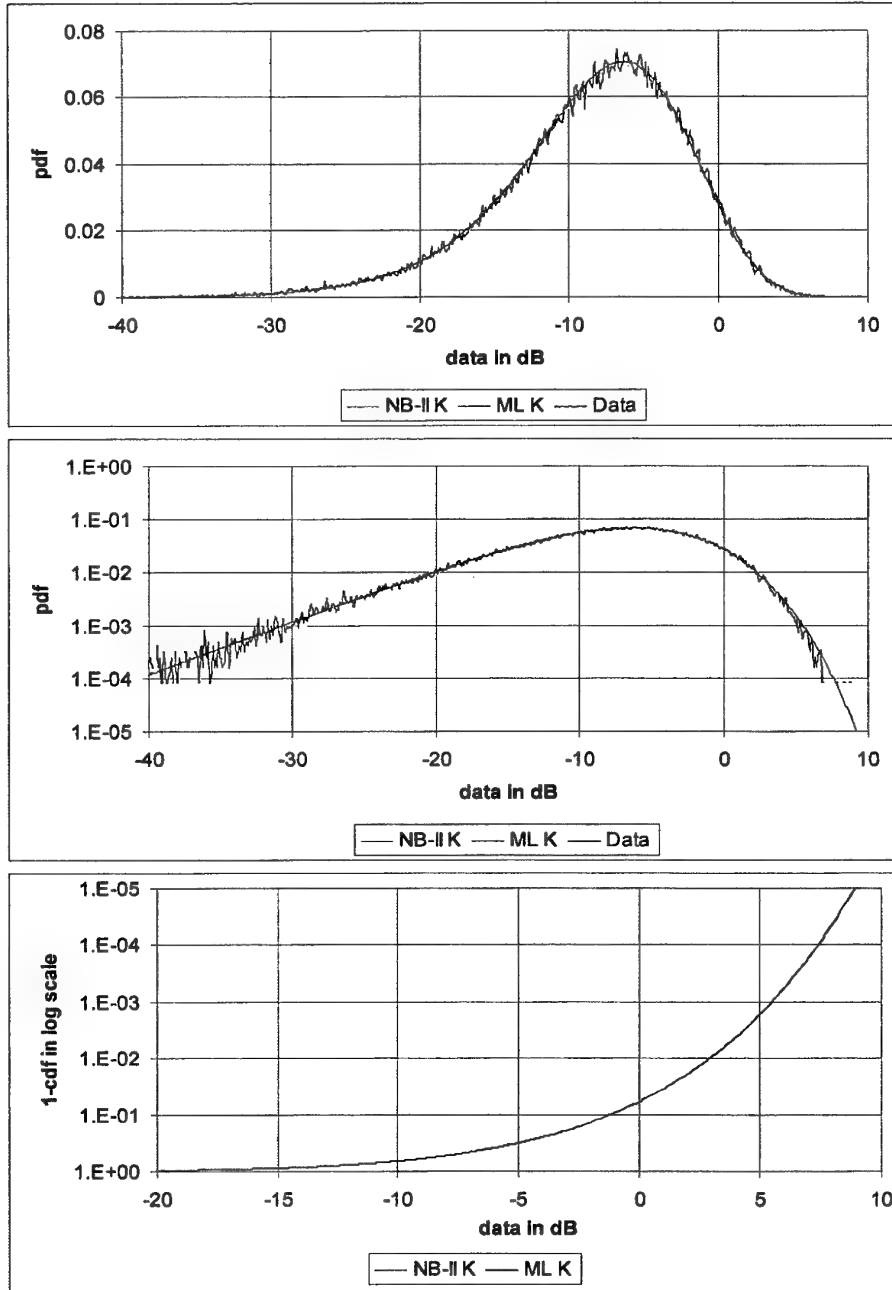 0.08
0.06
0.04
0.02
0
pdf
-40 -30 -20 -10 0 10
data in dB
NB-II K ML K Data
1.E+00
1.E-01
1.E-02
1.E-03
1.E-04
1.E-05
pdf
-40 -30 -20 -10 0 10
data in dB
NB-II K ML K Data
1.E-05
1.E-04
1.E-03
1.E-02
1.E-01
1.E+00
1-cdf in log scale
-20 -15 -10 -5 0 5 10
data in dB
NB-II K ML K